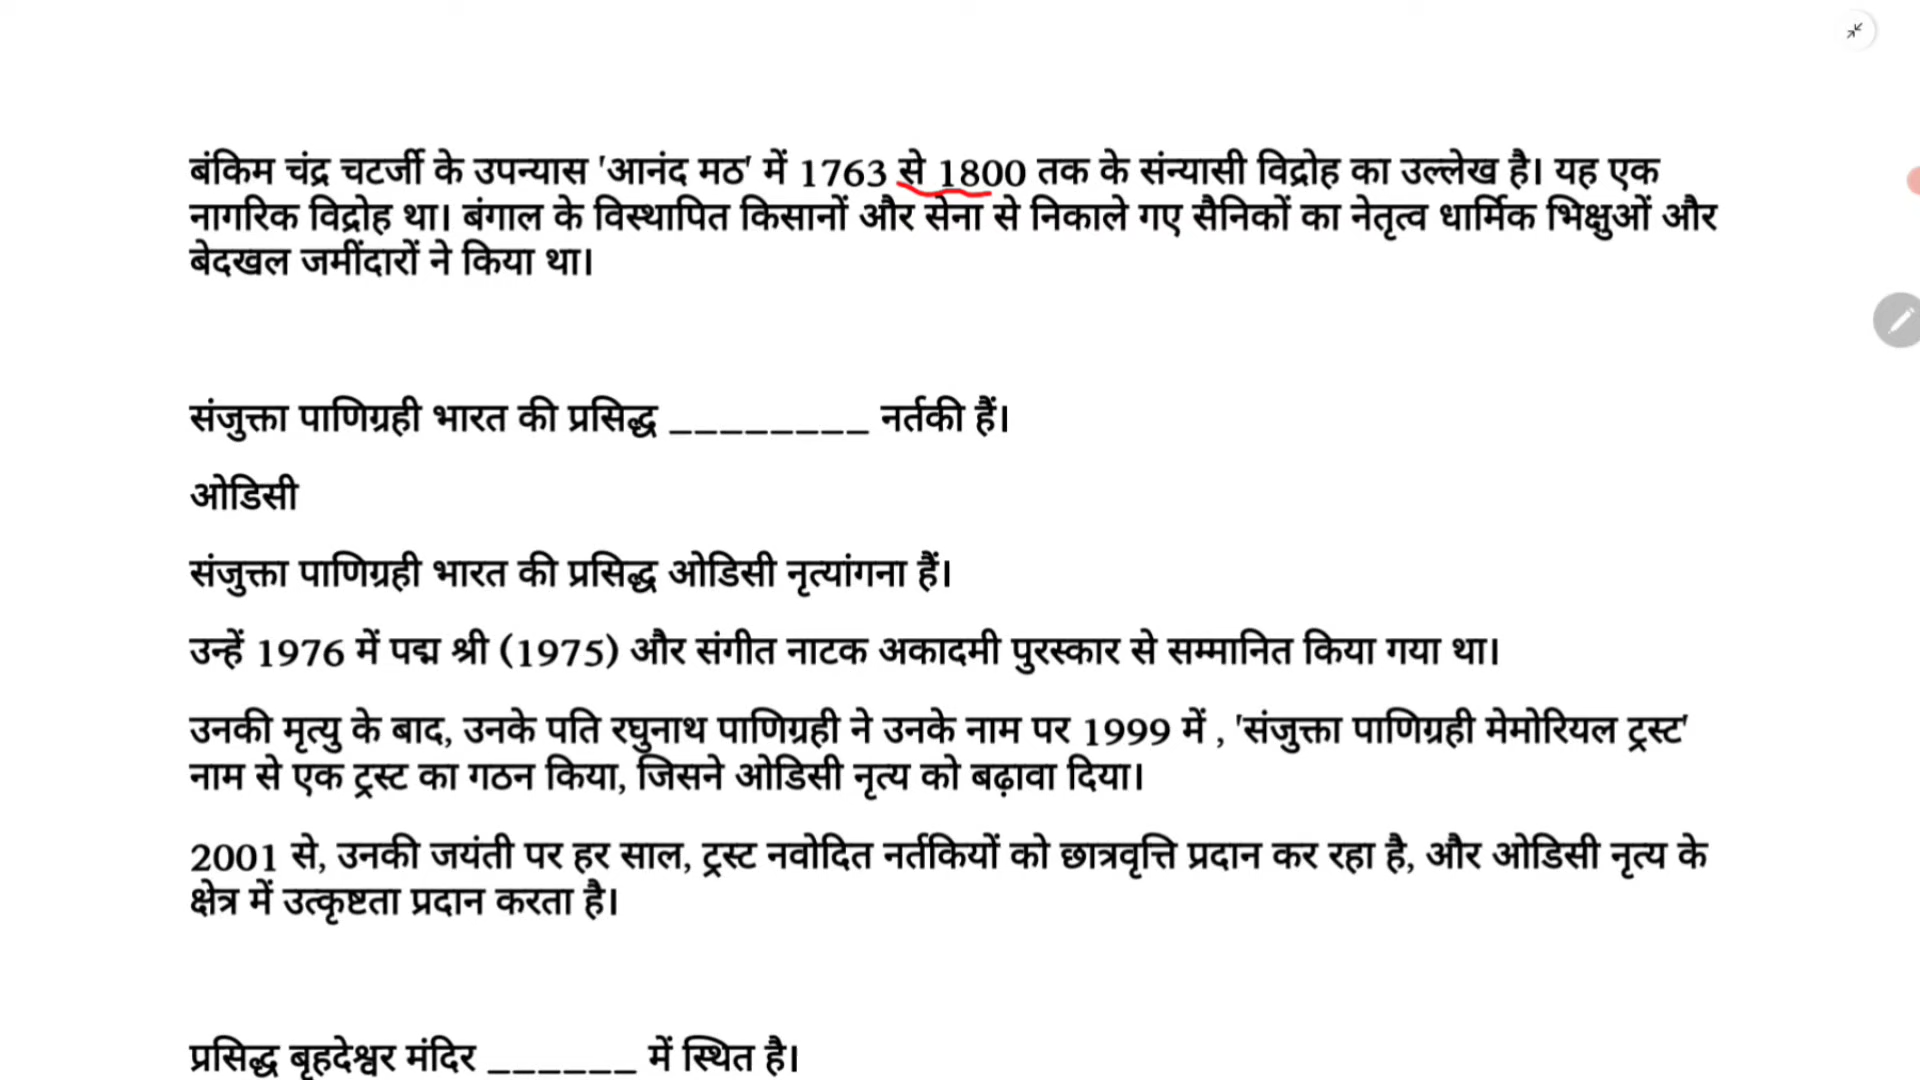 बंकिम चंद्र चटर्जी के उपन्यास 'आनंद मठ' में 1763 से 1800 तक के संन्यासी विद्रोह का उल्लेख है। यह एक
नागरिक विद्रोह था। बंगाल के विस्थापित किसानों और सेना से निकाले गए सैनिकों का नेतृत्व धार्मिक भिक्षुओं और
बेदखल जमींदारों ने किया था।
संजुक्ता पाणिग्रही भारत की प्रसिद्ध ________ नर्तकी हैं।
ओडिसी
संजुक्ता पाणिग्रही भारत की प्रसिद्ध ओडिसी नृत्यांगना हैं।
उन्हें 1976 में पद्म श्री (1975) और संगीत नाटक अकादमी पुरस्कार से सम्मानित किया गया था।
उनकी मृत्यु के बाद, उनके पति रघुनाथ पाणिग्रही ने उनके नाम पर 1999 में , 'संजुक्ता पाणिग्रही मेमोरियल ट्रस्ट'
नाम से एक ट्रस्ट का गठन किया, जिसने ओडिसी नृत्य को बढ़ावा दिया।
2001 से, उनकी जयंती पर हर साल, ट्रस्ट नवोदित नर्तकियों को छात्रवृत्ति प्रदान कर रहा है, और ओडिसी नृत्य के
क्षेत्र में उत्कृष्टता प्रदान करता है।
प्रसिद्ध बृहदेश्वर मंदिर ______ में स्थित है।